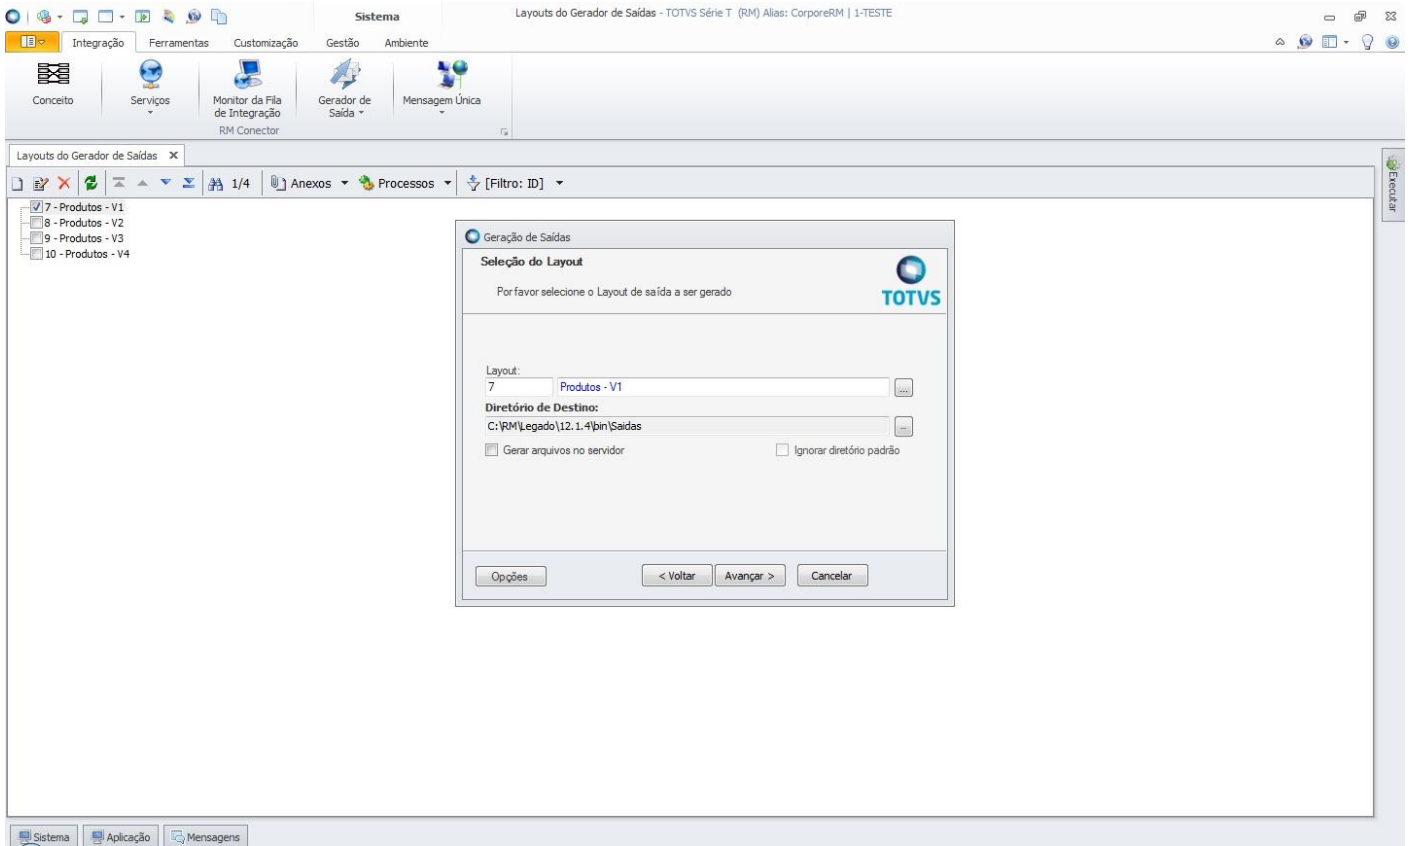 Sistema
Layouts do Gerador de Saídas - TOTVS Série T (RM) Alias: CorporeRM | 1-TESTE
Integração Ferramentas Customização Gestão Ambiente
Conceito
Serviços
Monitor da Fila
de Integração
Gerador de
Saída
Mensagem Única
RM Conector
Layouts do Gerador de Saídas X
1/4 Anexos Processos [Filtro: ID]
Executar
7 - Produtos - V1
8 - Produtos - V2
9 - Produtos - V3
10 - Produtos - V4
Geração de Saídas
Seleção do Layout
Por favor selecione o Layout de saída a ser gerado
TOTVS
Layout:
7 Produtos - V1 ...
Diretório de Destino:
C:\RM\Legado\12.1.4\bin\Saidas ...
Gerar arquivos no servidor Ignorar diretório padrão
Opções < Voltar Avançar > Cancelar
Sistema Aplicação Mensagens